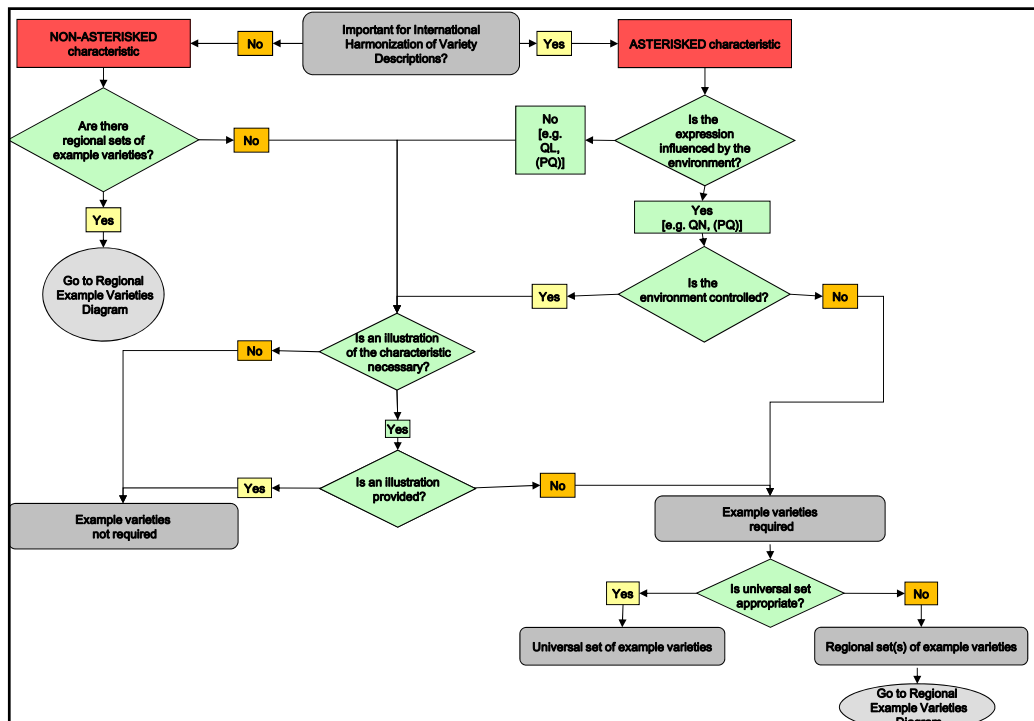 NON-ASTERISKED
characteristic
No
Important for International
Harmonization of Variety
Descriptions?
Yes
ASTERISKED characteristic
Are there
regional sets of
example varieties?
No
No
[e.g.
QL,
(PQ)]
Is the
expression
influenced by the
environment?
Yes
Yes
[e.g. QN, (PQ)]
Go to Regional
Example Varieties
Diagram
Yes
Is the
environment controlled?
No
No
Is an illustration
of the characteristic
necessary?
Yes
Yes
Is an illustration
provided?
No
Example varieties
not required
Example varieties
required
Yes
Is universal set
appropriate?
No
Universal set of example varieties
Regional set(s) of example varieties
Go to Regional
Example Varieties
Diagram